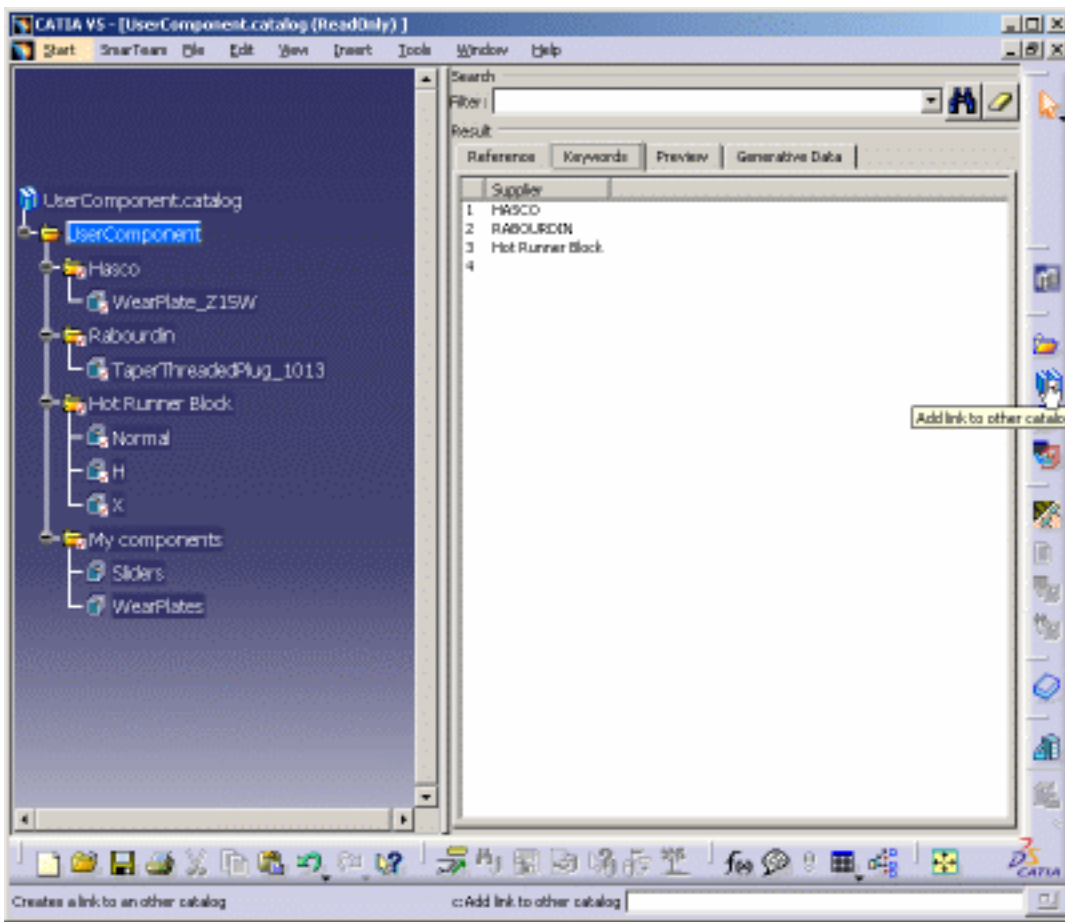 CATIA V5 - [UserComponent.catalog (ReadOnly) ]
Start SmarTeam File Edit View Insert Tools Window Help
Search
Filter :
Result
Reference Keywords Preview Generative Data
Supplier
1 HASCO
2 RABOURDIN
3 Hot Runner Block
4
UserComponent.catalog
UserComponent
Hasco
WearPlate_Z15W
Rabourdin
TaperThreadedPlug_1013
Hot Runner Block
Normal
H
X
My components
Sliders
WearPlates
Add link to other catalo
f(x)
CATIA
Creates a link to an other catalog
c:Add link to other catalog